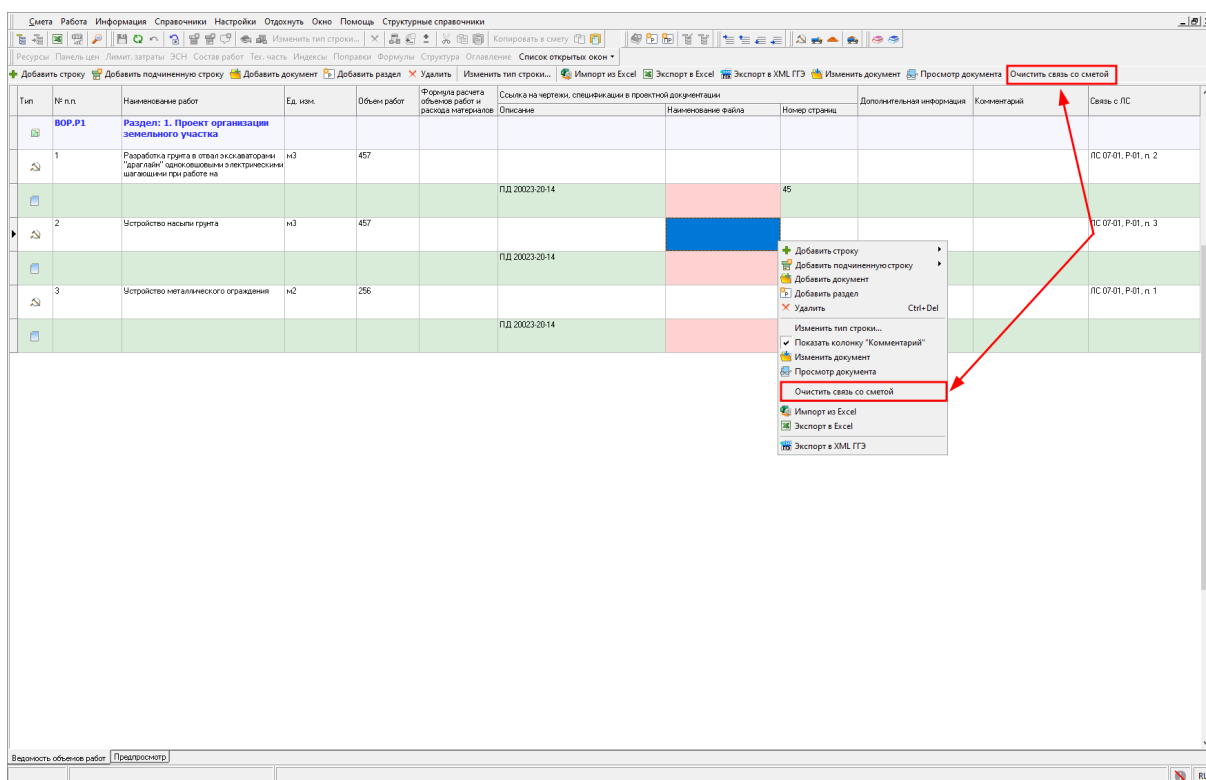 Смета Работа Информация Справочники Настройки Отдохнуть Окно Помощь Структурные справочники
Изменить тип строки... Копировать в смету
Ресурсы Панель цен Лимит. затраты ЭСН Состав работ Тех. часть Индексы Поправки Формулы Структура Оглавление Список открытых окон
Добавить строку Добавить подчиненную строку Добавить документ Добавить раздел Удалить Изменить тип строки... Импорт из Excel Экспорт в Excel Экспорт в XML ГГЭ Изменить документ Просмотр документа Очистить связь со сметой
Тип
№ п.п.
Наименование работ
Ед. изм.
Объем работ
Формула расчета
объемов работ и
расхода материалов
Ссылка на чертежи, спецификации в проектной документации
Описание
Наименование файла
Номер страниц
Дополнительная информация
Комментарий
Связь с ЛС
ВОР.Р1
Раздел: 1. Проект организации
земельного участка
1
Разработка грунта в отвал экскаваторами
"драглайн" одноковшовыми электрическими
шагающими при работе на
м3
457
ЛС 07-01, Р-01, п. 2
ПД 20023-20-14
45
2
Устройство насыпи грунта
м3
457
ЛС 07-01, Р-01, п. 3
ПД 20023-20-14
3
Устройство металлического ограждения
м2
256
ЛС 07-01, Р-01, п. 1
ПД 20023-20-14
Добавить строку
Добавить подчиненную строку
Добавить документ
Добавить раздел
Удалить Ctrl+Del
Изменить тип строки...
Показать колонку "Комментарий"
Изменить документ
Просмотр документа
Очистить связь со сметой
Импорт из Excel
Экспорт в Excel
Экспорт в XML ГГЭ
Ведомость объемов работ Предпросмотр